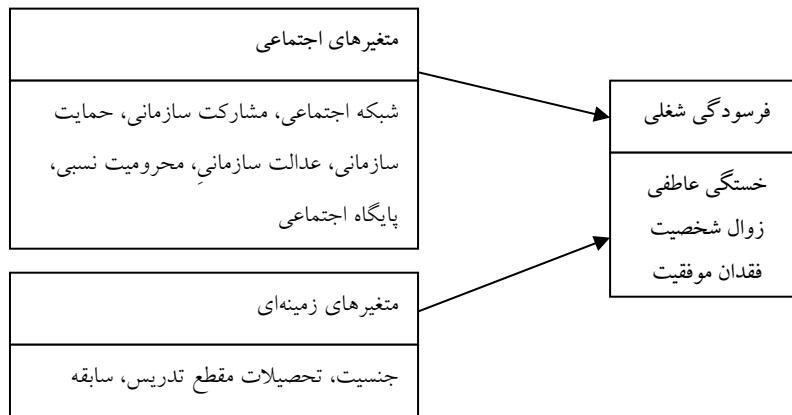 متغیرهای اجتماعی
شبکه اجتماعی، مشارکت سازمانی، حمایت
سازمانی، عدالت سازمانیِ، محرومیت نسبی،
پایگاه اجتماعی
فرسودگی شغلی
خستگی عاطفی
زوال شخصیت
فقدان موفقیت
متغیرهای زمینه‌ای
جنسیت، تحصیلات مقطع تدریس، سابقه